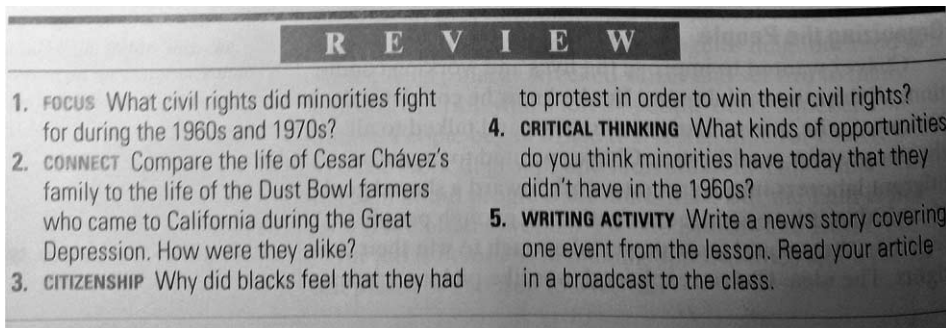 REVIEW
1. FOCUS What civil rights did minorities fight
for during the 1960s and 1970s?
2. CONNECT Compare the life of Cesar Chávez's
family to the life of the Dust Bowl farmers
who came to California during the Great
Depression. How were they alike?
3. CITIZENSHIP Why did blacks feel that they had
to protest in order to win their civil rights?
4. CRITICAL THINKING What kinds of opportunities
do you think minorities have today that they
didn't have in the 1960s?
5. WRITING ACTIVITY Write a news story covering
one event from the lesson. Read your article
in a broadcast to the class.